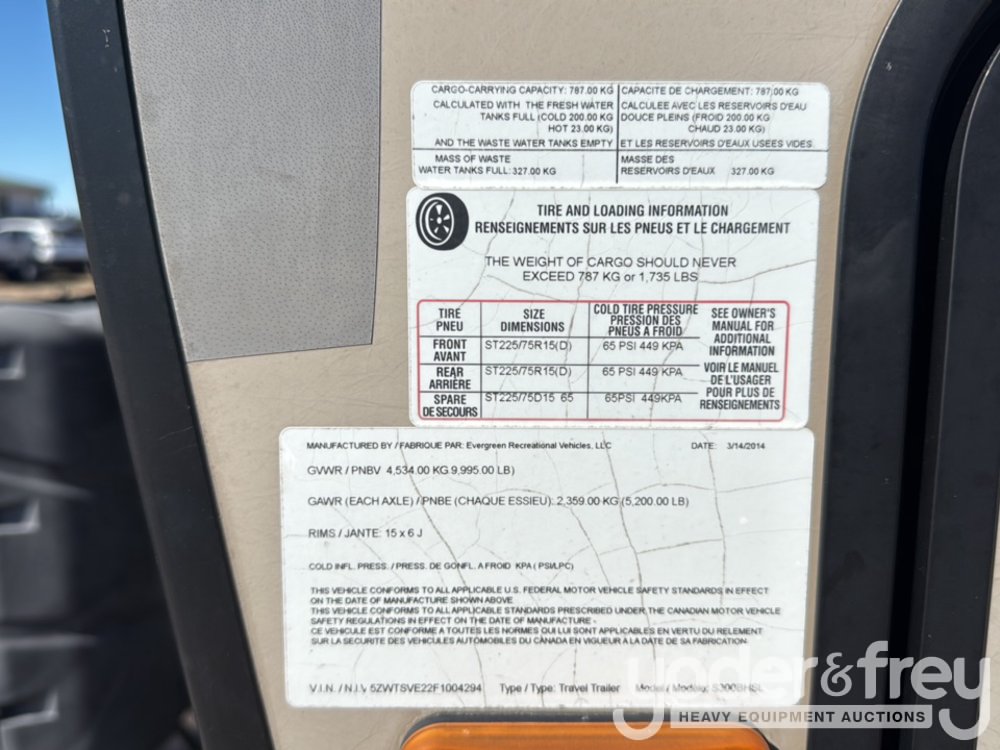 CARGO-CARRYING CAPACITY: 787.00 KG
CALCULATED WITH THE FRESH WATER
TANKS FULL (COLD 200.00 KG
HOT 23.00 KG)
AND THE WASTE WATER TANKS EMPTY
MASS OF WASTE
WATER TANKS FULL: 327.00 KG
CAPACITE DE CHARGEMENT: 787.00 KG
CALCULEE AVEC LES RESERVOIRS D'EAU
DOUCE PLEINS (FROID 200.00 KG
CHAUD 23.00 KG)
ET LES RESERVOIRS D'EAUX USEES VIDES.
MASSE DES
RESERVOIRS D'EAUX 327.00 KG
TIRE AND LOADING INFORMATION
RENSEIGNEMENTS SUR LES PNEUS ET LE CHARGEMENT
THE WEIGHT OF CARGO SHOULD NEVER
EXCEED 787 KG or 1,735 LBS
TIRE
PNEU
SIZE
DIMENSIONS
COLD TIRE PRESSURE
PRESSION DES
PNEUS A FROID
FRONT
AVANT
ST225/75R15(D)
65 PSI 449 KPA
REAR
ARRIÈRE
ST225/75R15(D)
65 PSI 449 KPA
SPARE
DE SECOURS
ST225/75D15 65
65PSI 449KPA
SEE OWNER'S
MANUAL FOR
ADDITIONAL
INFORMATION
VOIR LE MANUEL
DE L'USAGER
POUR PLUS DE
RENSEIGNEMENTS
MANUFACTURED BY / FABRIQUE PAR: Evergreen Recreational Vehicles, LLC DATE: 3/14/2014
GVWR / PNBV 4,534.00 KG 9,995.00 LB)
GAWR (EACH AXLE) / PNBE (CHAQUE ESSIEU): 2,359.00 KG (5,200.00 LB)
RIMS / JANTE: 15 x 6 J
COLD INFL. PRESS. / PRESS. DE GONFL. A FROID KPA ( PSI/LPC)
THIS VEHICLE CONFORMS TO ALL APPLICABLE U.S. FEDERAL MOTOR VEHICLE SAFETY STANDARDS IN EFFECT
ON THE DATE OF MANUFACTURE SHOWN ABOVE.
THIS VEHICLE CONFORMS TO ALL APPLICABLE STANDARDS PRESCRIBED UNDER THE CANADIAN MOTOR VEHICLE
SAFETY REGULATIONS IN EFFECT ON THE DATE OF MANUFACTURE -
CE VEHICULE EST CONFORME A TOUTES LES NORMES QUI LUI SONT APPLICABLES EN VERTU DU RELEMENT
SUR LA SECURITE DES VEHICULES AUTOMOBILES DU CANADA EN VIGUEUR A LA DATE DE SA FABRICATION.
V.I.N. / N.I.V 5ZWTSVE22F1004294 Type / Type: Travel Trailer Model / Modely:
yoder & frey
HEAVY EQUIPMENT AUCTIONS